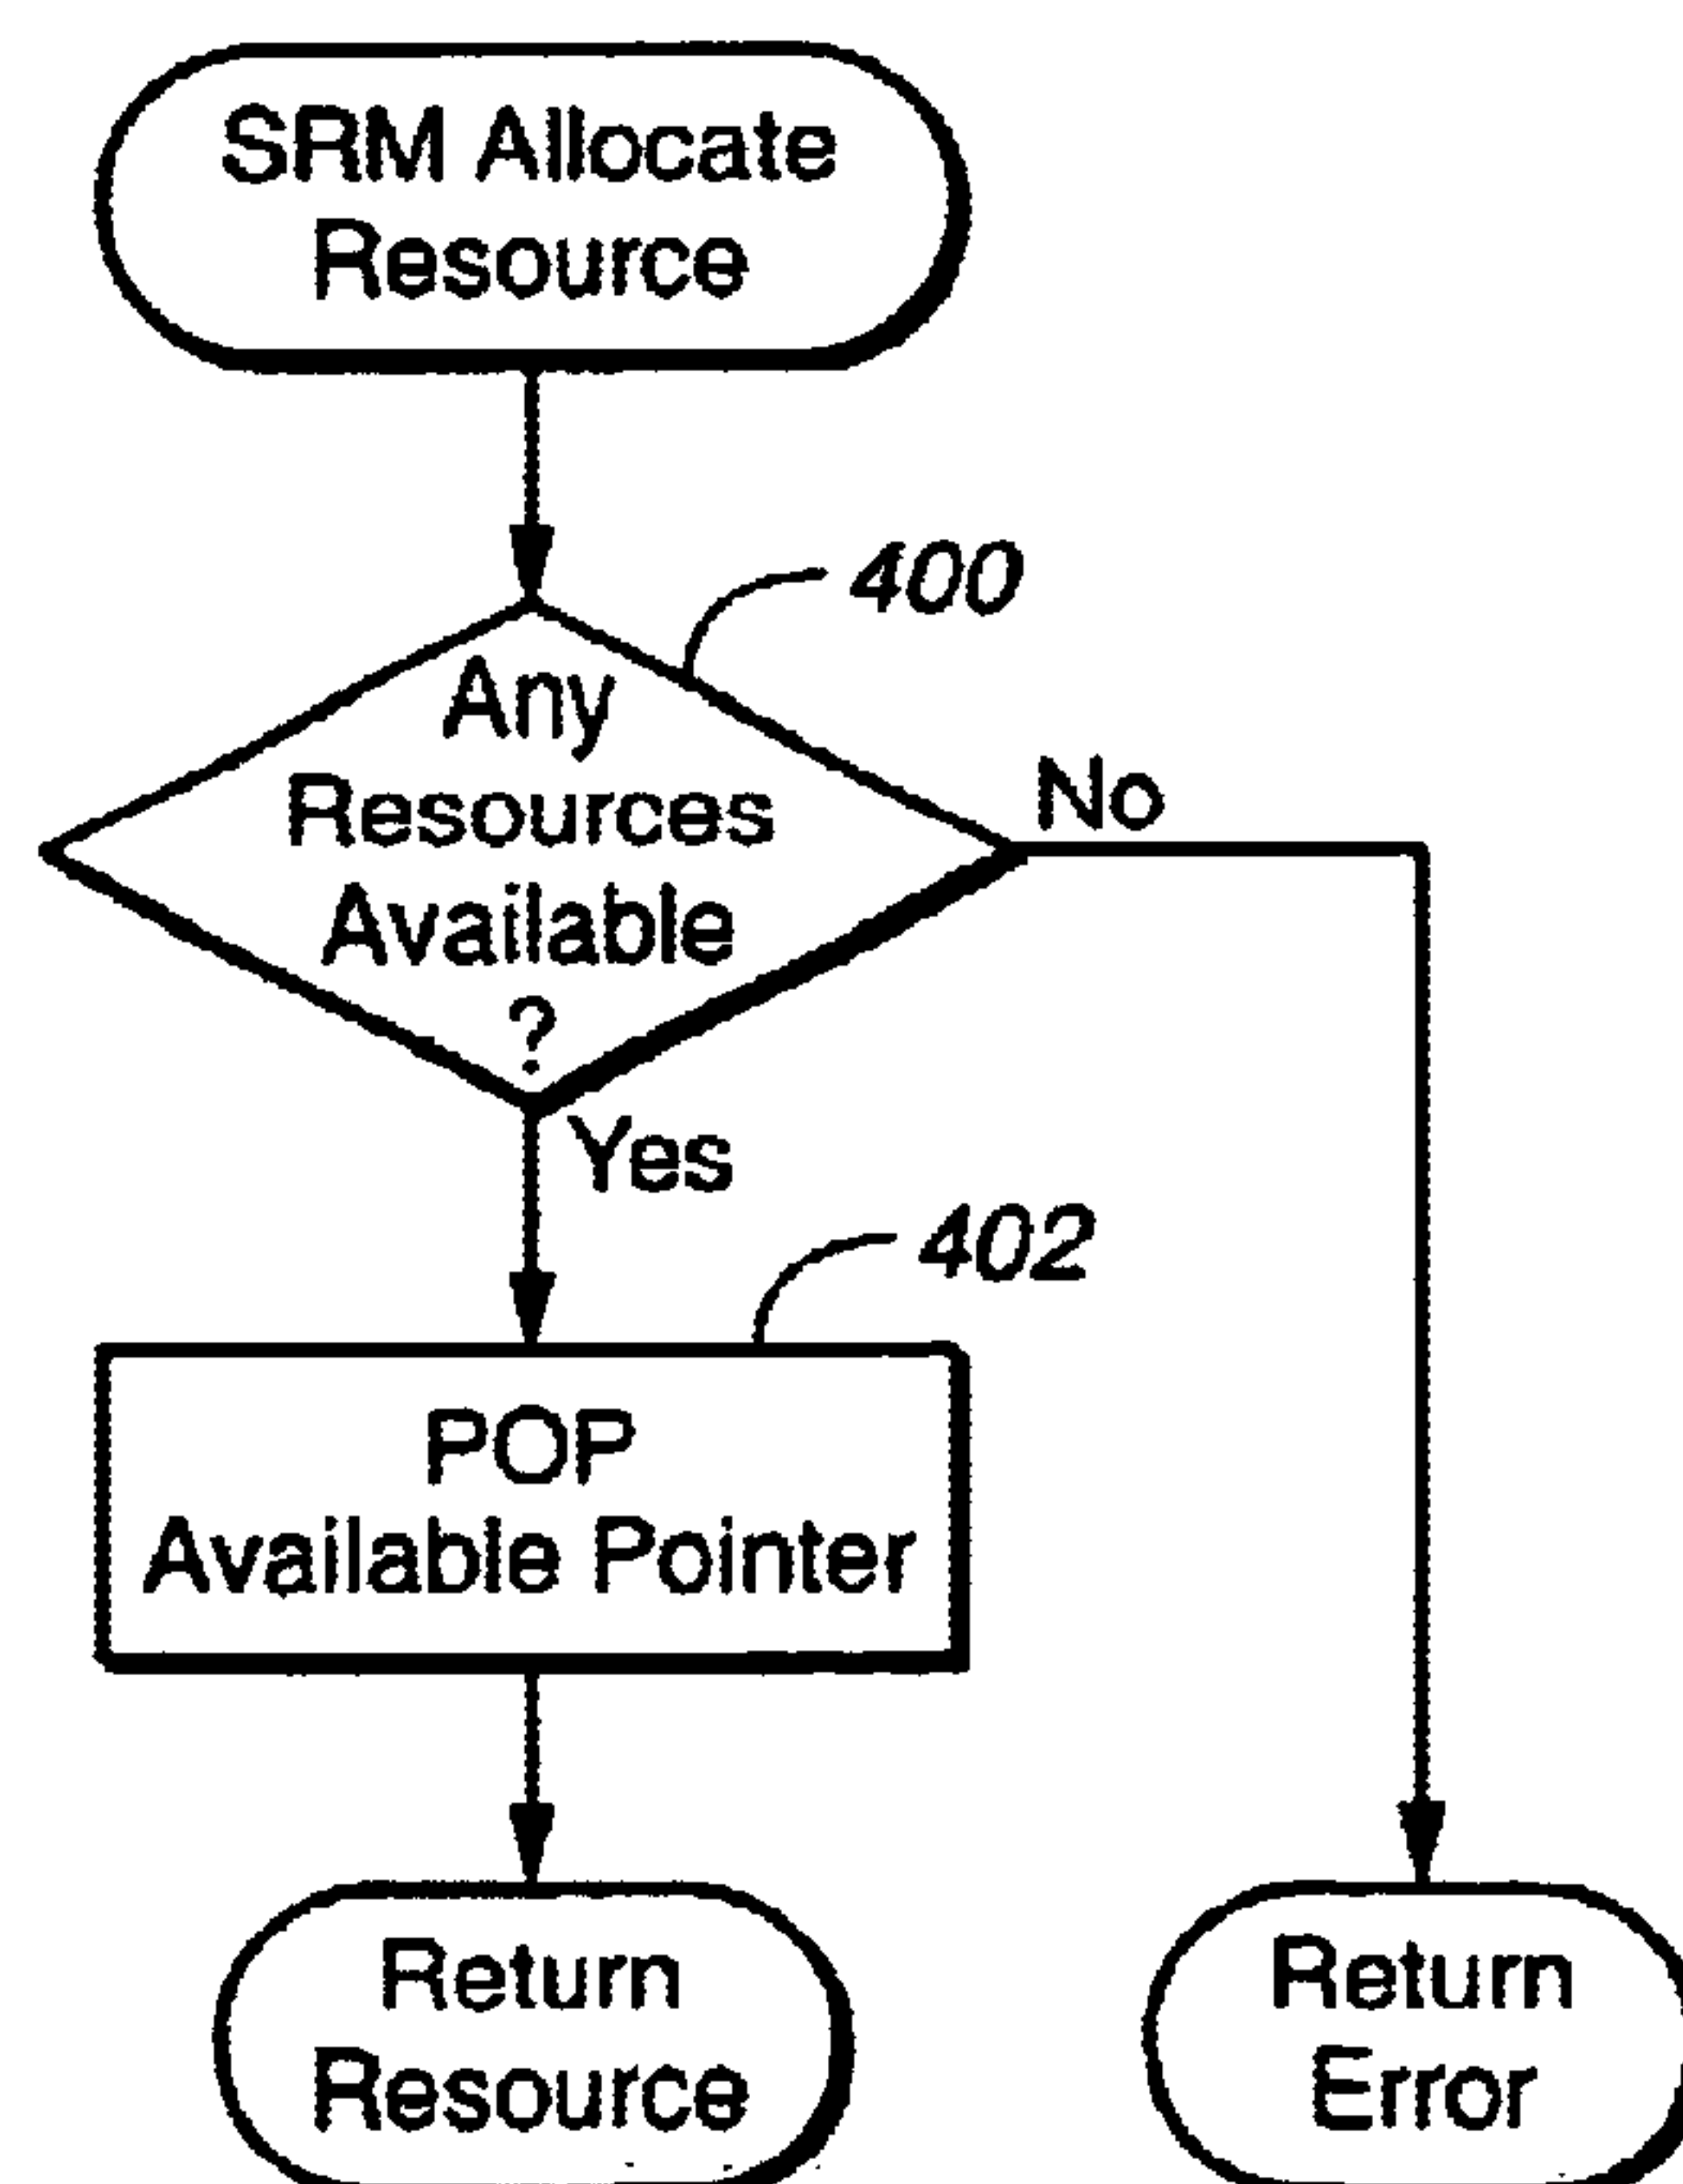 SRM Allocate
Resource
400
Any
Resources
Available
?
No
Yes
402
POP
Available Pointer
Return
Resource
Return
Error